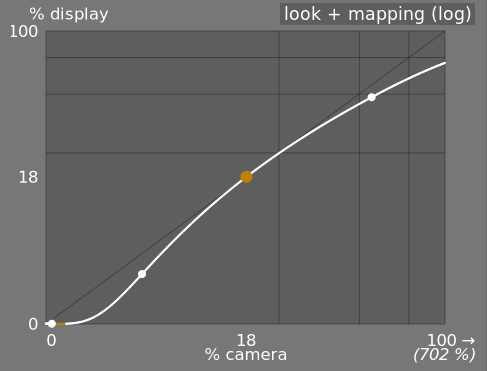 % display
look + mapping (log)
100
18
0
0 18 100 →
% camera (702 %)